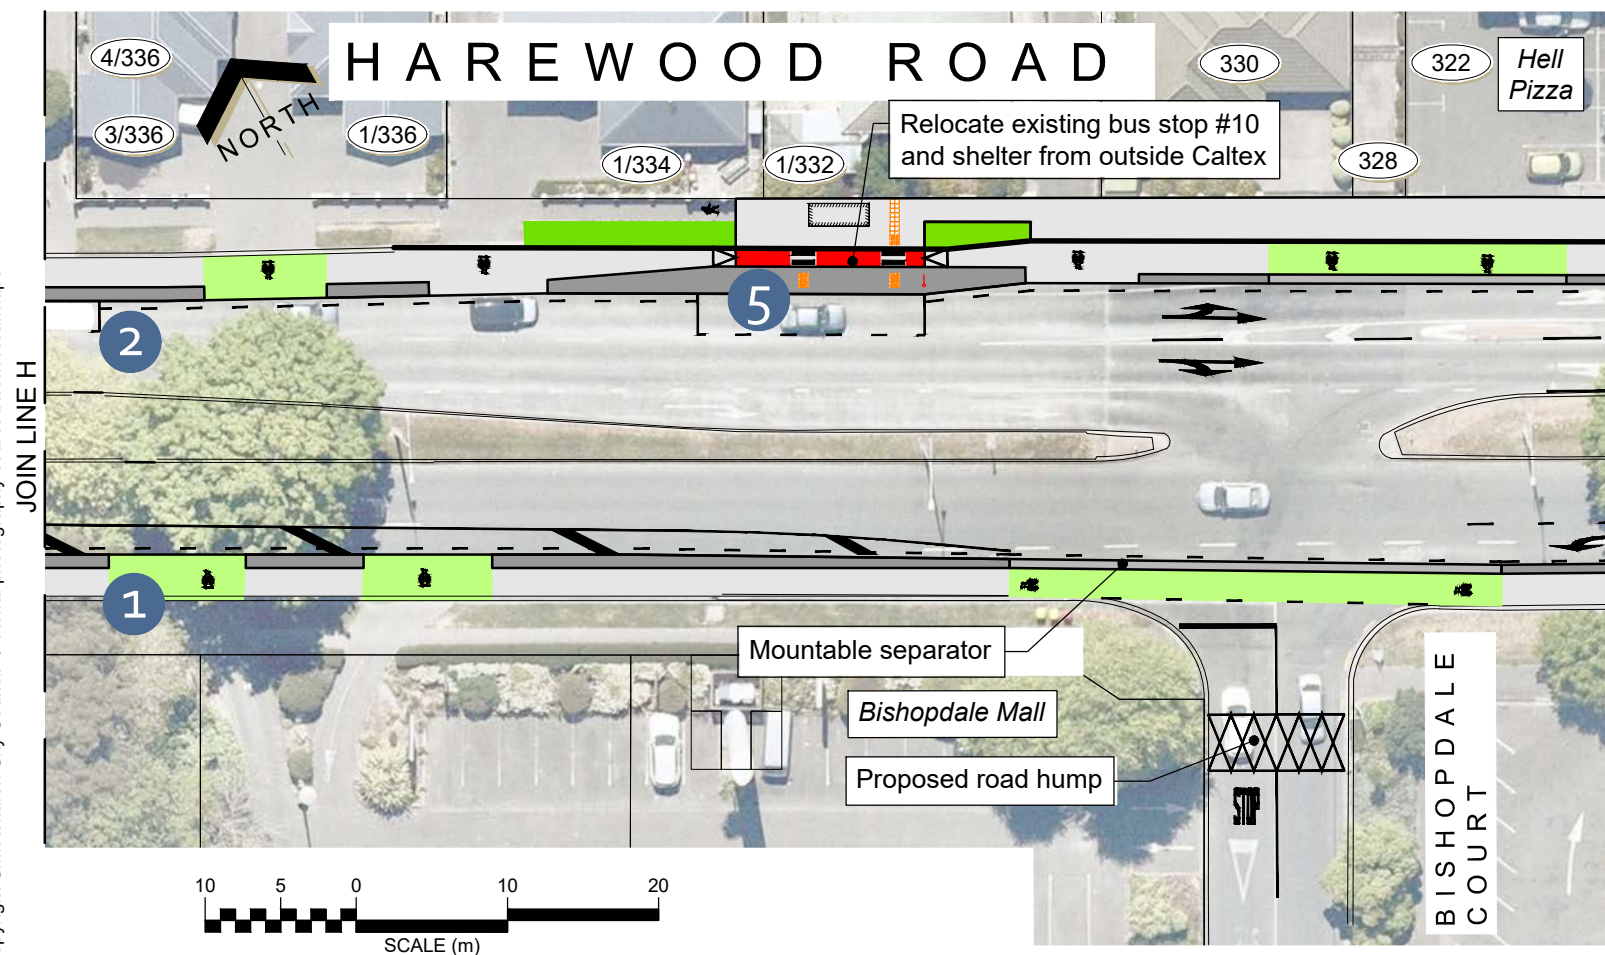 HAREWOOD ROAD
4/336
3/336
NORTH
1/336
1/334
1/332
330
322
Hell
Pizza
328
Relocate existing bus stop #10
and shelter from outside Caltex
5
2
JOIN LINE H
1
Mountable separator
Bishopdale Mall
Proposed road hump
STOP
BISHOPDALE
COURT
10 5 0 10 20
SCALE (m)